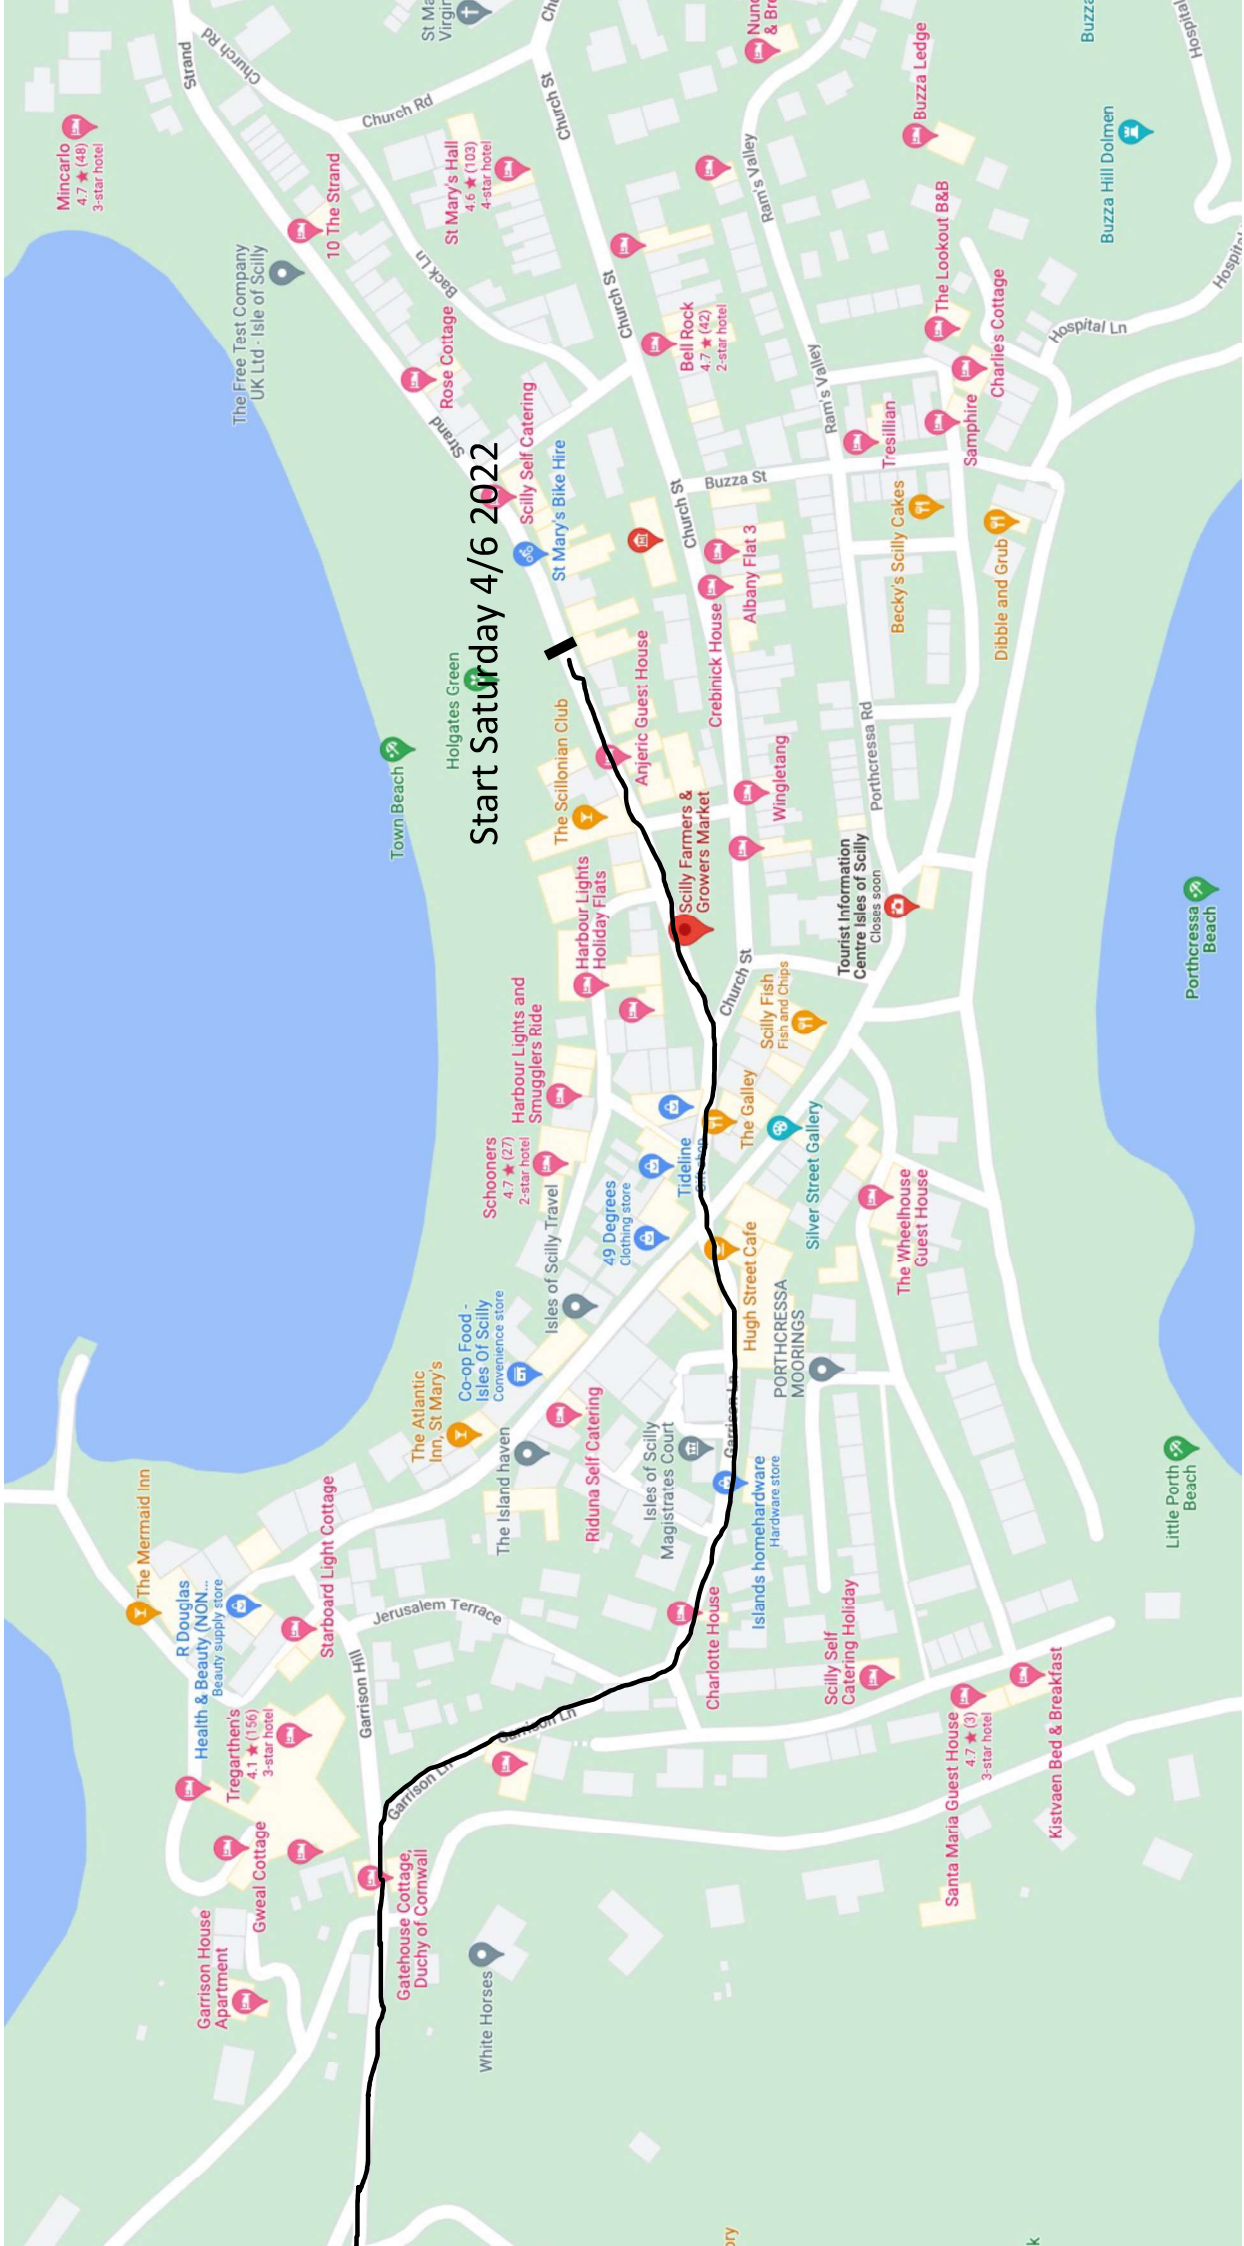 Start Saturday 4/6 2022
Mincarlo
4.7 ★ (48)
3-star hotel
Strand
Church Rd
Church Rd
Church St
10 The Strand
St Mary's Hall
4.6 ★ (103)
4-star hotel
The Free Test Company
UK Ltd - Isle of Scilly
Back Ln
Rose Cottage
Strand
Scilly Self Catering
St Mary's Bike Hire
Church St
Bell Rock
4.7 ★ (42)
2-star hotel
Ram's Valley
Ram's Valley
Buzza Ledge
Buzza Hill Dolmen
The Lookout B&B
Charlie's Cottage
Hospital Ln
Samphire
Tresillian
Buzza St
Church St
Becky's Scilly Cakes
Dibble and Grub
Albany Flat 3
Crebinick House
Holgates Green
Town Beach
The Scillonian Club
Anjeric Guest House
Wingletang
Scilly Farmers &
Growers Market
Porthcressa Rd
Tourist Information
Centre Isles of Scilly
Closes soon
Porthcressa
Beach
Harbour Lights
Holiday Flats
Harbour Lights and
Smugglers Ride
Church St
Scilly Fish
Fish and Chips
The Galley
Silver Street Gallery
Schooners
4.7 ★ (27)
2-star hotel
Tideline
49 Degrees
Clothing store
Isles of Scilly Travel
Hugh Street Cafe
The Wheelhouse
Guest House
PORTHCRESSA
MOORINGS
Co-op Food -
Isles Of Scilly
Convenience store
The Atlantic
Inn, St Mary's
The Island haven
Riduna Self Catering
Isles of Scilly
Magistrates Court
Garrison Ln
Islands homehardware
Hardware store
Little Porth
Beach
The Mermaid Inn
R Douglas
Health & Beauty (NON...
Beauty supply store
Starboard Light Cottage
Jerusalem Terrace
Garrison Hill
Charlotte House
Scilly Self
Catering Holiday
Tregarthen's
4.1 ★ (156)
3-star hotel
Garrison Ln
Garrison Ln
Santa Maria Guest House
4.7 ★ (3)
3-star hotel
Kistvaen Bed & Breakfast
Gweal Cottage
Gatehouse Cottage,
Duchy of Cornwall
Garrison House
Apartment
White Horses